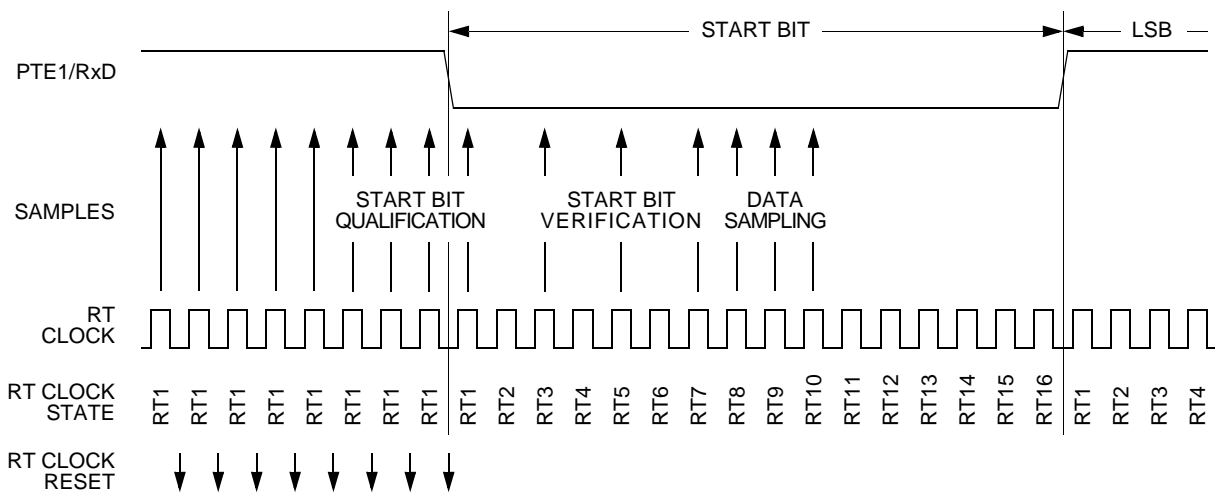 START BIT
LSB
PTE1/RxD
SAMPLES
START BIT
QUALIFICATION
START BIT
VERIFICATION
DATA
SAMPLING
RT
CLOCK
RT CLOCK
STATE
RT1 RT1 RT1 RT1 RT1 RT1 RT1 RT1 RT1 RT2 RT3 RT4 RT5 RT6 RT7 RT8 RT9 RT10 RT11 RT12 RT13 RT14 RT15 RT16 RT1 RT2 RT3 RT4
RT CLOCK
RESET